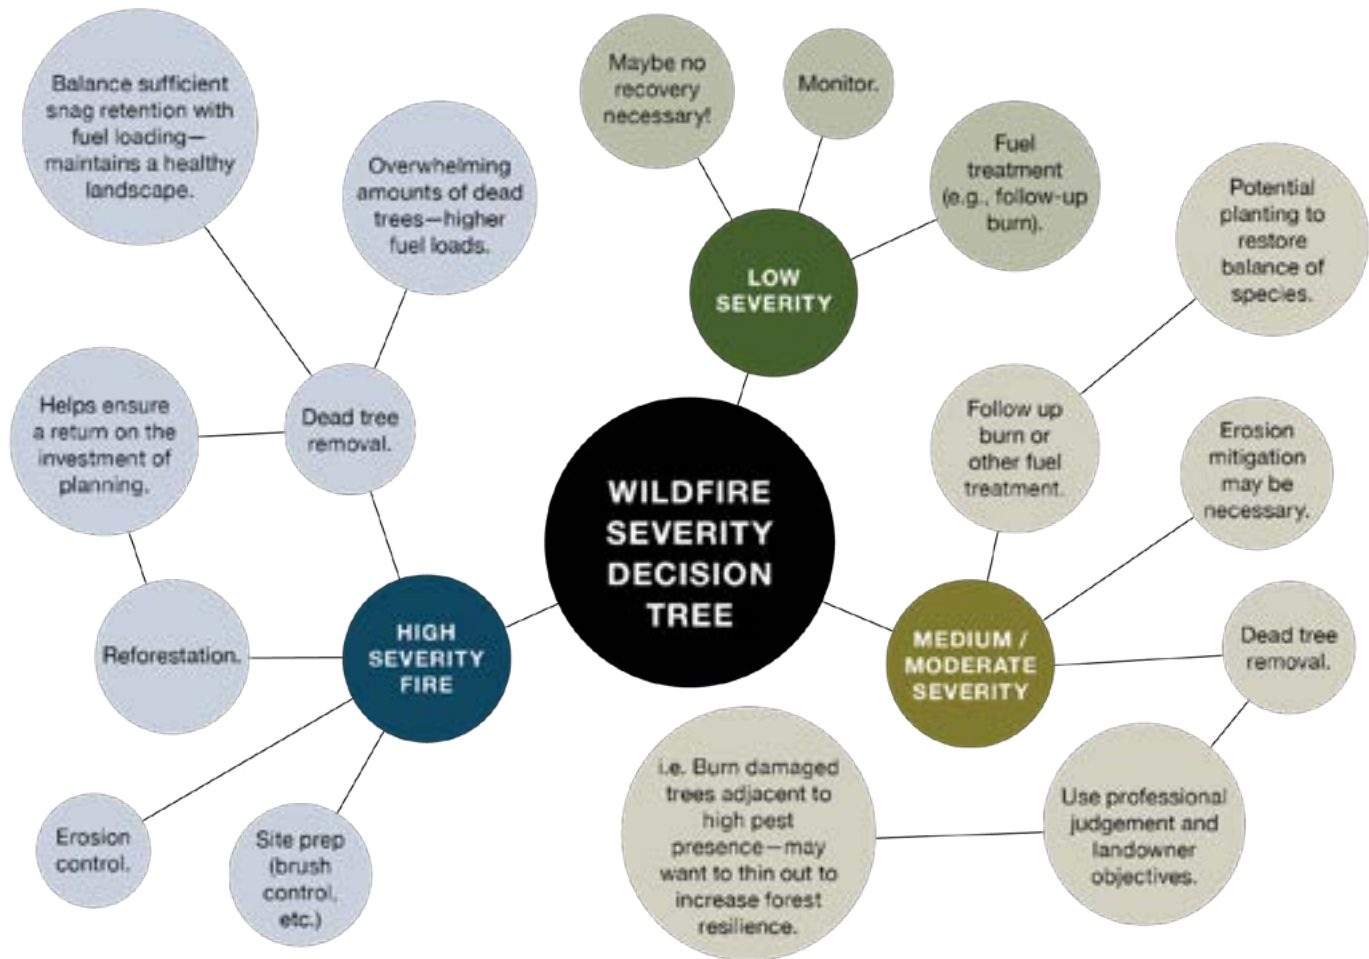 Balance sufficient
snag retention with
fuel loading—
maintains a healthy
landscape.
Overwhelming
amounts of dead
trees—higher
fuel loads.
Maybe no
recovery
necessary!
Monitor.
Fuel
treatment
(e.g., follow-up
burn).
Potential
planting to
restore
balance of
species.
LOW
SEVERITY
Helps ensure
a return on the
investment of
planning.
Dead tree
removal.
Follow up
burn or
other fuel
treatment.
Erosion
mitigation
may be
necessary.
WILDFIRE
SEVERITY
DECISION
TREE
Reforestation.
HIGH
SEVERITY
FIRE
MEDIUM /
MODERATE
SEVERITY
Dead tree
removal.
Erosion
control.
Site prep
(brush
control,
etc.)
i.e. Burn damaged
trees adjacent to
high pest
presence—may
want to thin out to
increase forest
resilience.
Use professional
judgement and
landowner
objectives.